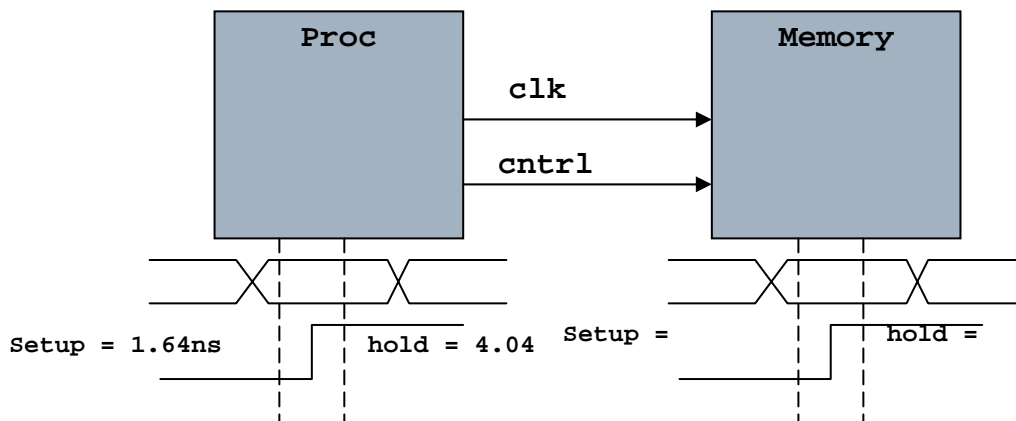 Proc
Memory
clk
cntrl
Setup = 1.64ns
hold = 4.04
Setup =
hold =